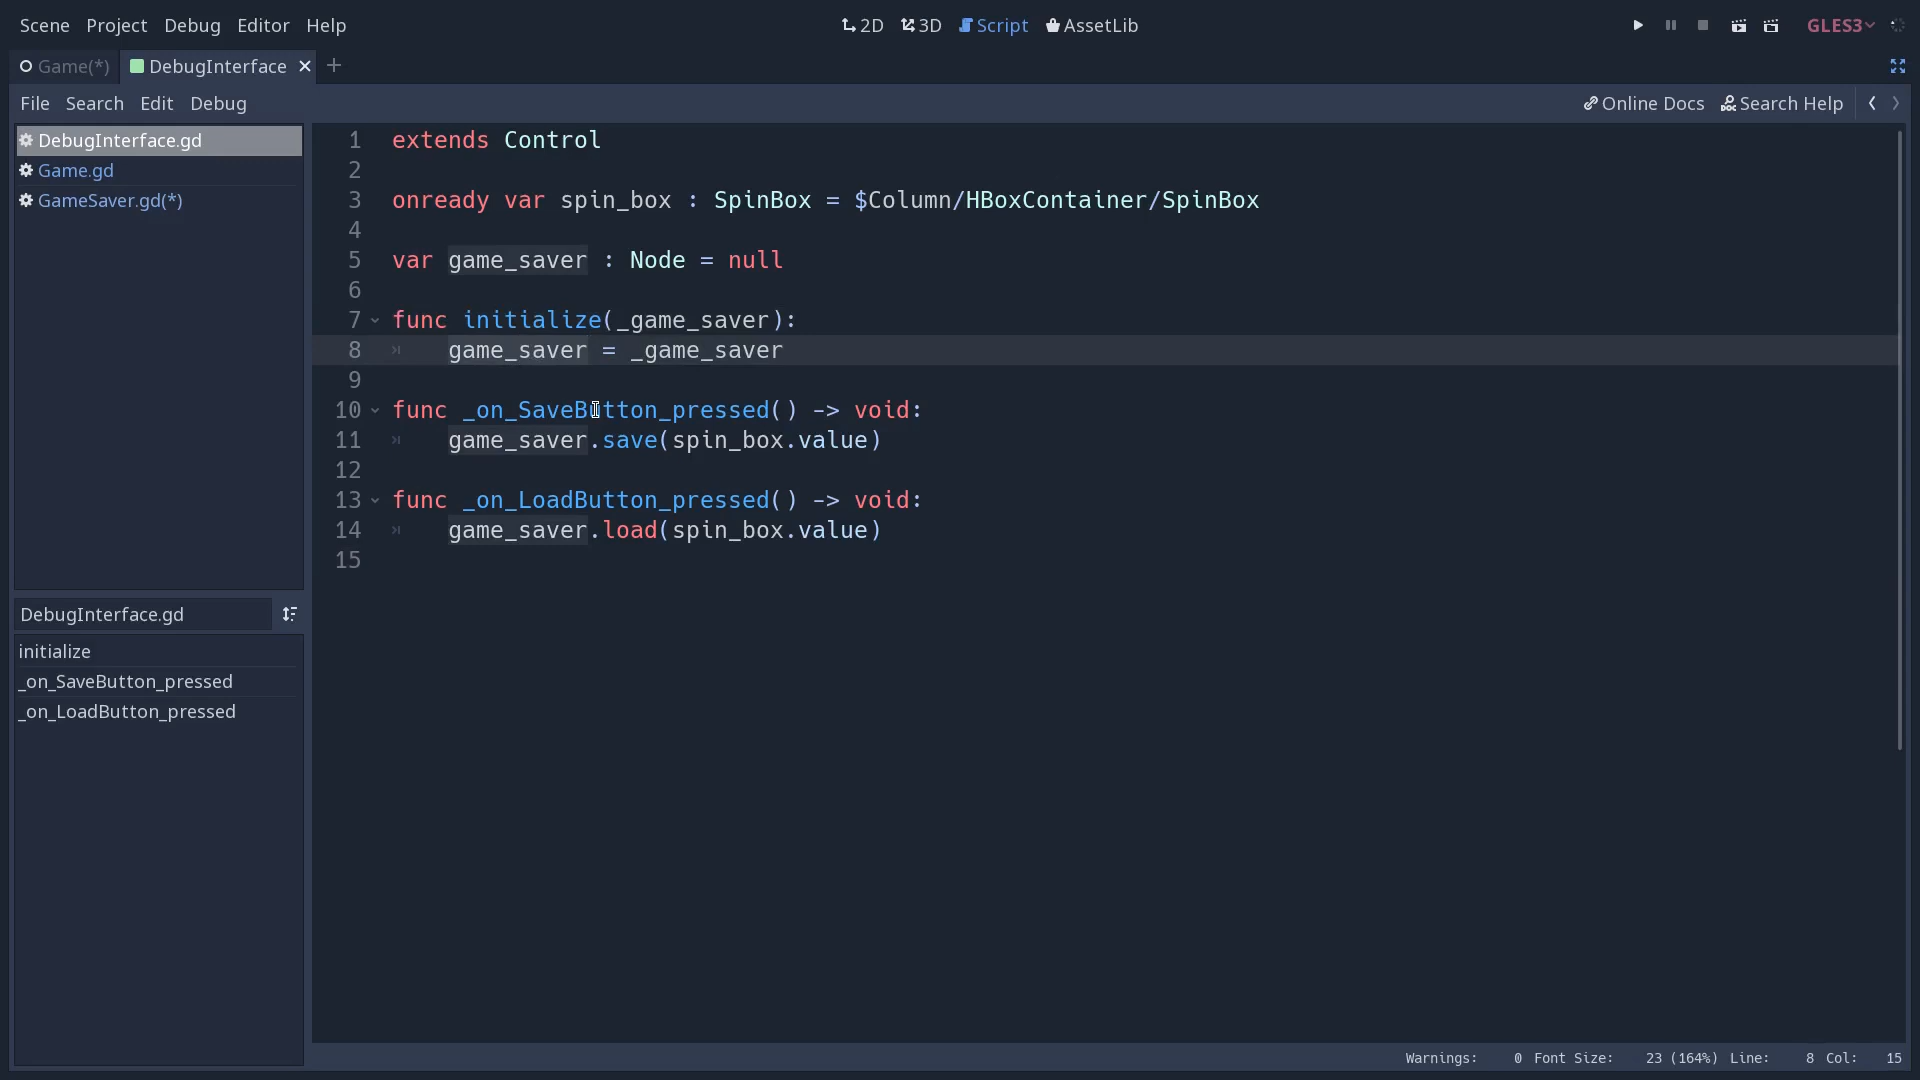 Scene Project Debug Editor Help 2D 3D Script AssetLib GLES3
Game(*) DebugInterface
File Search Edit Debug Online Docs Search Help
DebugInterface.gd
Game.gd
GameSaver.gd(*)
1 extends Control
2
3 onready var spin_box : SpinBox = $Column/HBoxContainer/SpinBox
4
5 var game_saver : Node = null
6
7 func initialize(_game_saver):
8 game_saver = _game_saver
9
10 func _on_SaveButton_pressed() -> void:
11 game_saver.save(spin_box.value)
12
13 func _on_LoadButton_pressed() -> void:
14 game_saver.load(spin_box.value)
15
DebugInterface.gd
initialize
_on_SaveButton_pressed
_on_LoadButton_pressed
Warnings: 0 Font Size: 23 (164%) Line: 8 Col: 15